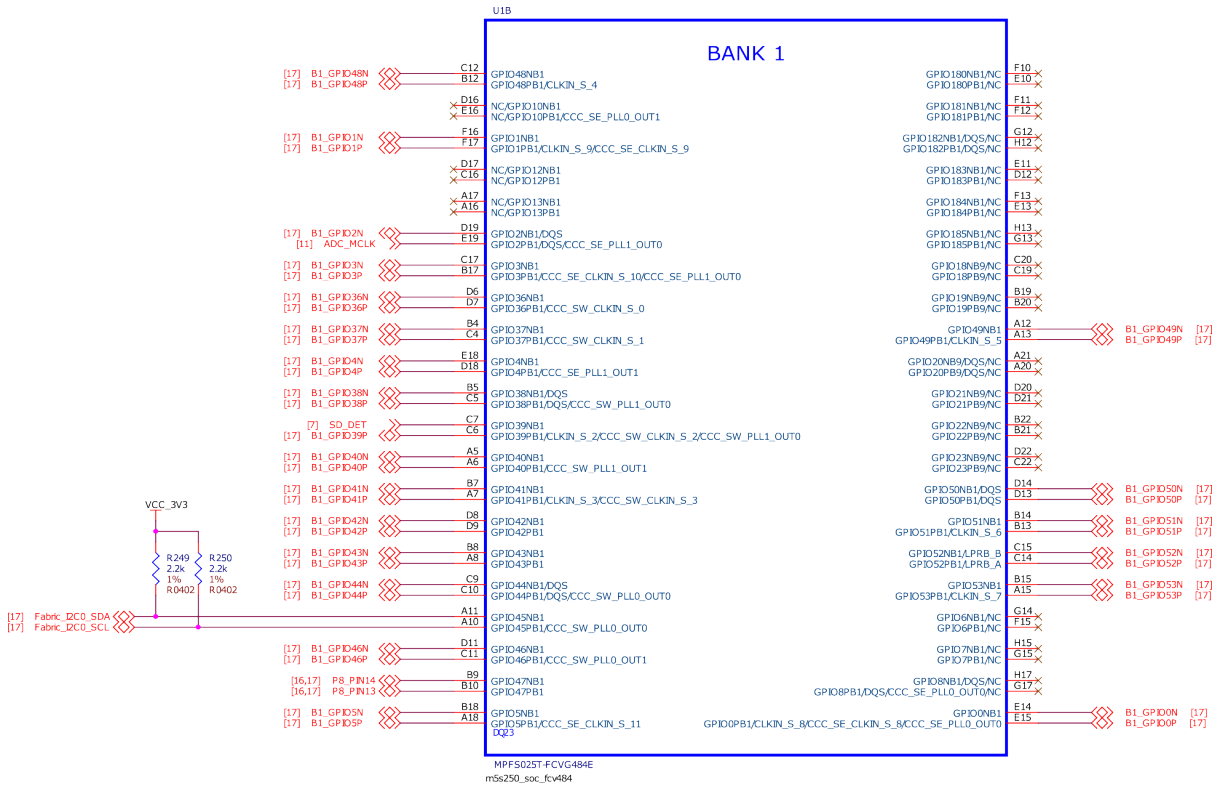 U1B
BANK 1
[17] B1_GPIO48N C12 GPIO48NB1 GPIO180NB1/NC F10
[17] B1_GPIO48P B12 GPIO48PB1/CLKIN_S_4 GPIO180PB1/NC E10
D16 NC/GPIO10NB1 GPIO181NB1/NC F11
E16 NC/GPIO10PB1/CCC_SE_PLL0_OUT1 GPIO181PB1/NC F12
[17] B1_GPIO1N F16 GPIO1NB1 GPIO182NB1/DQS/NC G12
[17] B1_GPIO1P F17 GPIO1PB1/CLKIN_S_9/CCC_SE_CLKIN_S_9 GPIO182PB1/DQS/NC H12
D17 NC/GPIO12NB1 GPIO183NB1/NC E11
C16 NC/GPIO12PB1 GPIO183PB1/NC D12
A17 NC/GPIO13NB1 GPIO184NB1/NC F13
A16 NC/GPIO13PB1 GPIO184PB1/NC E13
[17] B1_GPIO2N D19 GPIO2NB1/DQS GPIO185NB1/NC H13
[11] ADC_MCLK E19 GPIO2PB1/DQS/CCC_SE_PLL1_OUT0 GPIO185PB1/NC G13
[17] B1_GPIO3N C17 GPIO3NB1 GPIO18NB9/NC C20
[17] B1_GPIO3P B17 GPIO3PB1/CCC_SE_CLKIN_S_10/CCC_SE_PLL1_OUT0 GPIO18PB9/NC C19
[17] B1_GPIO36N D6 GPIO36NB1 GPIO19NB9/NC B19
[17] B1_GPIO36P D7 GPIO36PB1/CCC_SW_CLKIN_S_0 GPIO19PB9/NC B20
[17] B1_GPIO37N B4 GPIO37NB1 GPIO49NB1 A12 B1_GPIO49N [17]
[17] B1_GPIO37P C4 GPIO37PB1/CCC_SW_CLKIN_S_1 GPIO49PB1/CLKIN_S_5 A13 B1_GPIO49P [17]
[17] B1_GPIO4N E18 GPIO4NB1 GPIO20NB9/DQS/NC A21
[17] B1_GPIO4P D18 GPIO4PB1/CCC_SE_PLL1_OUT1 GPIO20PB9/DQS/NC A20
[17] B1_GPIO38N B5 GPIO38NB1/DQS GPIO21NB9/NC D20
[17] B1_GPIO38P C5 GPIO38PB1/DQS/CCC_SW_PLL1_OUT0 GPIO21PB9/NC D21
[7] SD_DET C7 GPIO39NB1 GPIO22NB9/NC B22
[17] B1_GPIO39P C6 GPIO39PB1/CLKIN_S_2/CCC_SW_CLKIN_S_2/CCC_SW_PLL1_OUT0 GPIO22PB9/NC B21
[17] B1_GPIO40N A5 GPIO40NB1 GPIO23NB9/NC D22
[17] B1_GPIO40P A6 GPIO40PB1/CCC_SW_PLL1_OUT1 GPIO23PB9/NC C22
[17] B1_GPIO41N B7 GPIO41NB1 GPIO50NB1/DQS D14 B1_GPIO50N [17]
[17] B1_GPIO41P A7 GPIO41PB1/CLKIN_S_3/CCC_SW_CLKIN_S_3 GPIO50PB1/DQS D13 B1_GPIO50P [17]
VCC_3V3
[17] B1_GPIO42N D8 GPIO42NB1 GPIO51NB1 B14 B1_GPIO51N [17]
[17] B1_GPIO42P D9 GPIO42PB1 GPIO51PB1/CLKIN_S_6 B13 B1_GPIO51P [17]
[17] B1_GPIO43N B8 GPIO43NB1 GPIO52NB1/LPRB_B C15 B1_GPIO52N [17]
[17] B1_GPIO43P A8 GPIO43PB1 GPIO52PB1/LPRB_A C14 B1_GPIO52P [17]
R249 R250
2.2k 2.2k
1% 1%
R0402 R0402
[17] B1_GPIO44N C9 GPIO44NB1/DQS GPIO53NB1 B15 B1_GPIO53N [17]
[17] B1_GPIO44P C10 GPIO44PB1/DQS/CCC_SW_PLL0_OUT0 GPIO53PB1/CLKIN_S_7 A15 B1_GPIO53P [17]
[17] Fabric_I2C0_SDA A11 GPIO45NB1 GPIO6NB1/NC G14
[17] Fabric_I2C0_SCL A10 GPIO45PB1/CCC_SW_PLL0_OUT0 GPIO6PB1/NC F15
[17] B1_GPIO46N D11 GPIO46NB1 GPIO7NB1/NC H15
[17] B1_GPIO46P C11 GPIO46PB1/CCC_SW_PLL0_OUT1 GPIO7PB1/NC G15
[16,17] P8_PIN14 B9 GPIO47NB1 GPIO8NB1/DQS/NC H17
[16,17] P8_PIN13 B10 GPIO47PB1 GPIO8PB1/DQS/CCC_SE_PLL0_OUT0/NC G17
[17] B1_GPIO5N B18 GPIO5NB1 GPIO0NB1 E14 B1_GPIO0N [17]
[17] B1_GPIO5P A18 GPIO5PB1/CCC_SE_CLKIN_S_11 GPIO0PB1/CLKIN_S_8/CCC_SE_CLKIN_S_8/CCC_SE_PLL0_OUT0 E15 B1_GPIO0P [17]
DQ23
MPFS025T-FCVG484E
m5s250_soc_fcv484